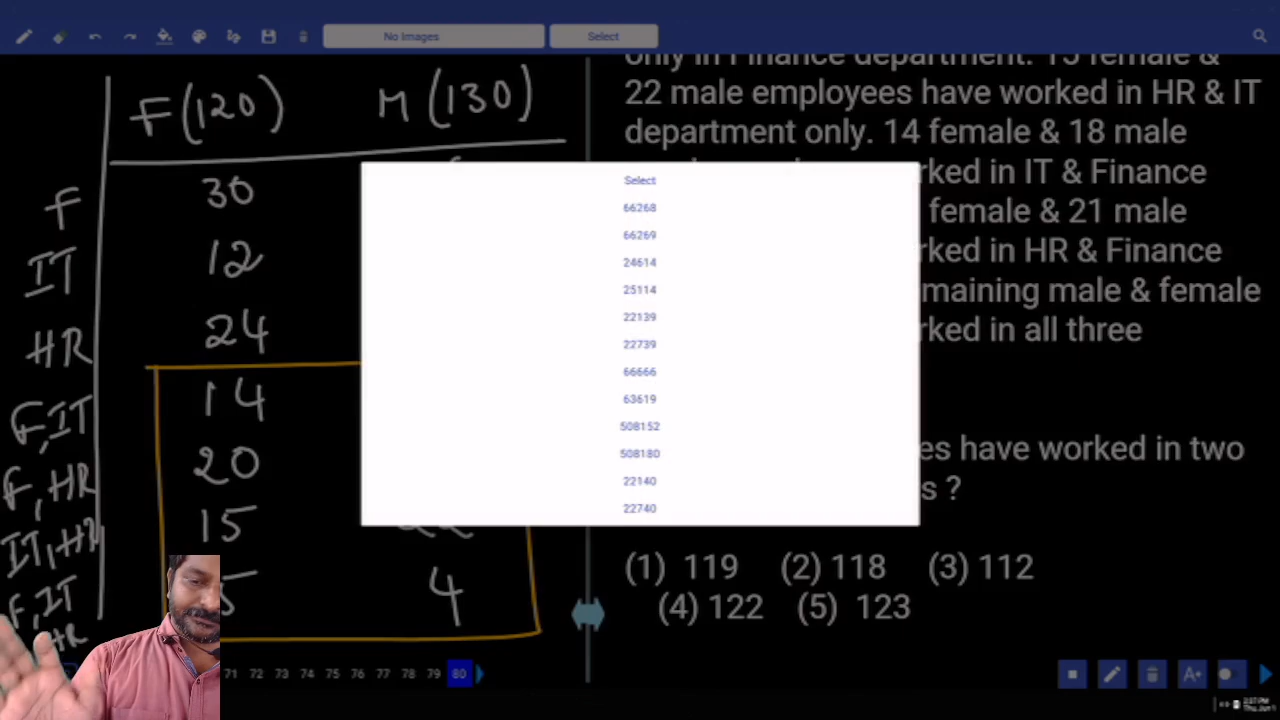 No Images
Select
F(120) M (130)
F 30
IT 12
HR 24
F,IT 14
F,HR 20
IT,HR 15
F,IT
HR 5 4
Select
66268
66269
24614
25114
22139
22739
66666
63619
508152
508180
22140
22740
only in Finance department. 15 female &
22 male employees have worked in HR & IT
department only. 14 female & 18 male
rked in IT & Finance
female & 21 male
rked in HR & Finance
maining male & female
rked in all three
es have worked in two
s ?
(1) 119 (2) 118 (3) 112
(4) 122 (5) 123
71 72 73 74 75 76 77 78 79 80
A+